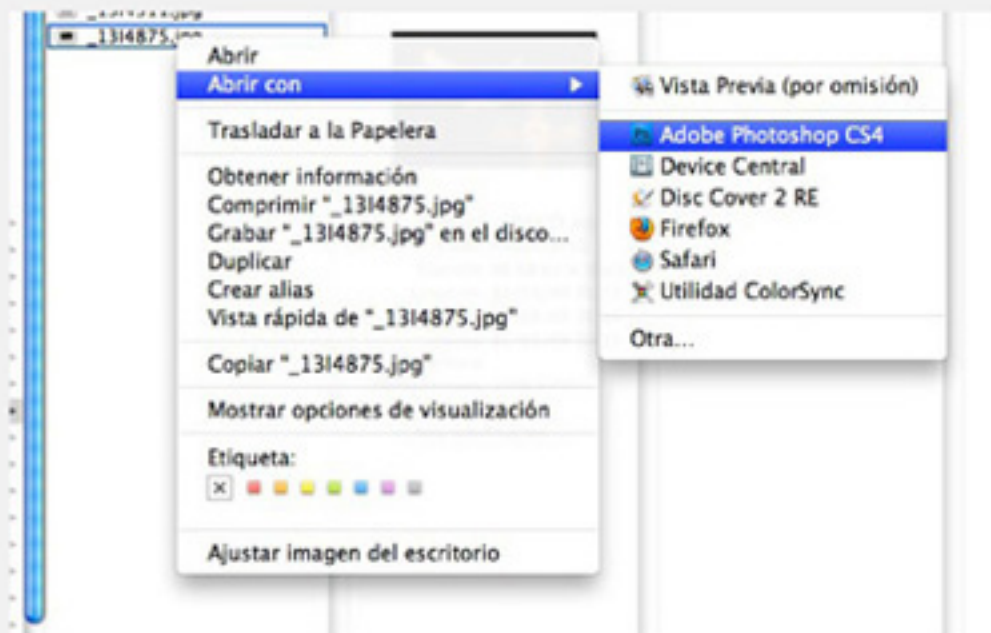 _13I4875.jpg
Abrir
Abrir con
Trasladar a la Papelera
Obtener información
Comprimir "_13I4875.jpg"
Grabar "_13I4875.jpg" en el disco...
Duplicar
Crear alias
Vista rápida de "_13I4875.jpg"
Copiar "_13I4875.jpg"
Mostrar opciones de visualización
Etiqueta:
Ajustar imagen del escritorio
Vista Previa (por omisión)
Adobe Photoshop CS4
Device Central
Disc Cover 2 RE
Firefox
Safari
Utilidad ColorSync
Otra...